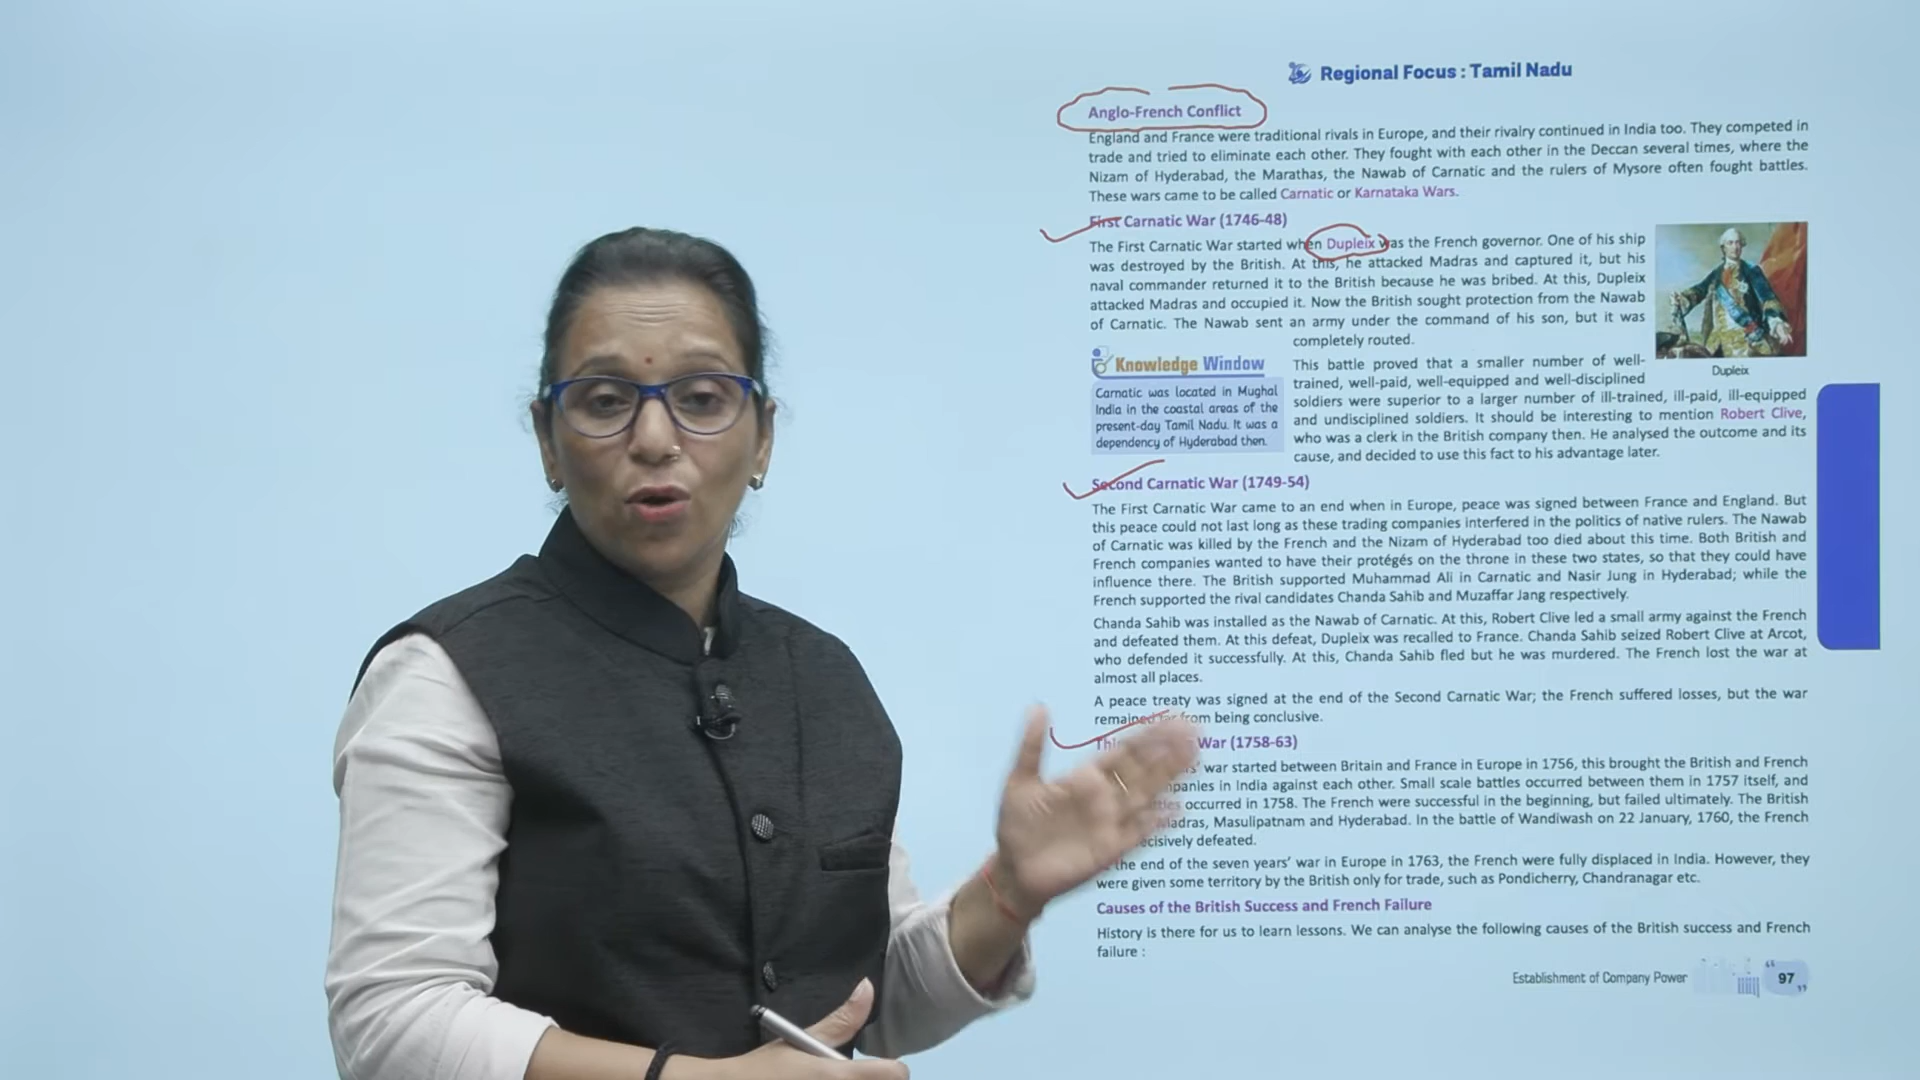 Regional Focus : Tamil Nadu
Anglo-French Conflict
England and France were traditional rivals in Europe, and their rivalry continued in India too. They competed in
trade and tried to eliminate each other. They fought with each other in the Deccan several times, where the
Nizam of Hyderabad, the Marathas, the Nawab of Carnatic and the rulers of Mysore often fought battles.
These wars came to be called Carnatic or Karnataka Wars.
First Carnatic War (1746-48)
The First Carnatic War started when Dupleix was the French governor. One of his ship
was destroyed by the British. At this, he attacked Madras and captured it, but his
naval commander returned it to the British because he was bribed. At this, Dupleix
attacked Madras and occupied it. Now the British sought protection from the Nawab
of Carnatic. The Nawab sent an army under the command of his son, but it was
completely routed.
Dupleix
Knowledge Window
Carnatic was located in Mughal
India in the coastal areas of the
present-day Tamil Nadu. It was a
dependency of Hyderabad then.
This battle proved that a smaller number of well-
trained, well-paid, well-equipped and well-disciplined
soldiers were superior to a larger number of ill-trained, ill-paid, ill-equipped
and undisciplined soldiers. It should be interesting to mention Robert Clive,
who was a clerk in the British company then. He analysed the outcome and its
cause, and decided to use this fact to his advantage later.
Second Carnatic War (1749-54)
The First Carnatic War came to an end when in Europe, peace was signed between France and England. But
this peace could not last long as these trading companies interfered in the politics of native rulers. The Nawab
of Carnatic was killed by the French and the Nizam of Hyderabad too died about this time. Both British and
French companies wanted to have their protégés on the throne in these two states, so that they could have
influence there. The British supported Muhammad Ali in Carnatic and Nasir Jung in Hyderabad; while the
French supported the rival candidates Chanda Sahib and Muzaffar Jang respectively.
Chanda Sahib was installed as the Nawab of Carnatic. At this, Robert Clive led a small army against the French
and defeated them. At this defeat, Dupleix was recalled to France. Chanda Sahib seized Robert Clive at Arcot,
who defended it successfully. At this, Chanda Sahib fled but he was murdered. The French lost the war at
almost all places.
A peace treaty was signed at the end of the Second Carnatic War; the French suffered losses, but the war
remained far from being conclusive.
War (1758-63)
war started between Britain and France in Europe in 1756, this brought the British and French
in India against each other. Small scale battles occurred between them in 1757 itself, and
occurred in 1758. The French were successful in the beginning, but failed ultimately. The British
Madras, Masulipatnam and Hyderabad. In the battle of Wandiwash on 22 January, 1760, the French
decisively defeated.
the end of the seven years' war in Europe in 1763, the French were fully displaced in India. However, they
were given some territory by the British only for trade, such as Pondicherry, Chandranagar etc.
Causes of the British Success and French Failure
History is there for us to learn lessons. We can analyse the following causes of the British success and French
failure :
Establishment of Company Power
97